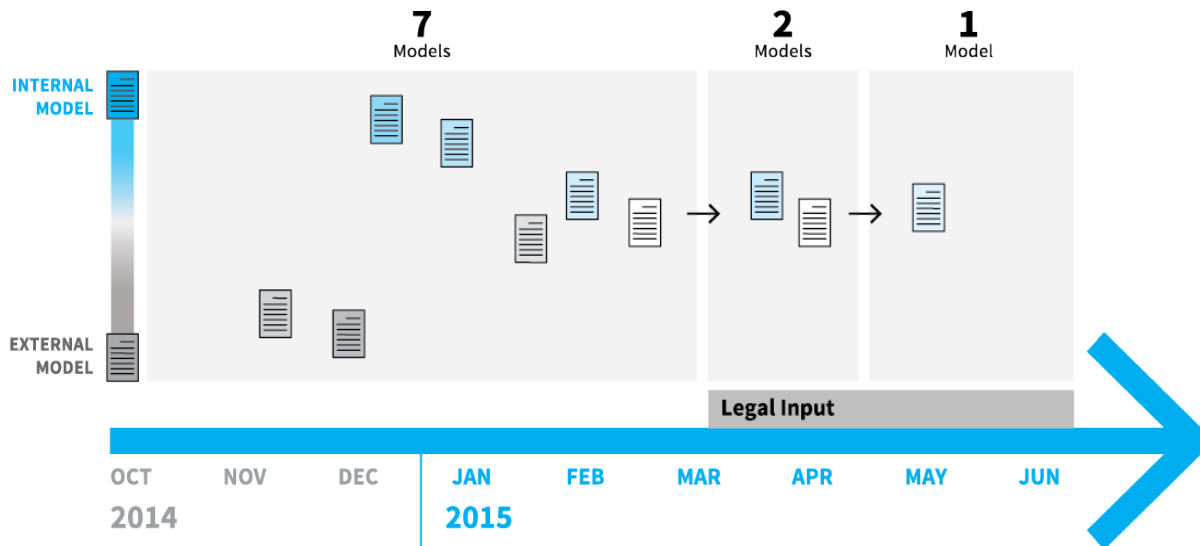 7
Models
2
Models
1
Model
INTERNAL
MODEL
EXTERNAL
MODEL
Legal Input
OCT
NOV
DEC
JAN
FEB
MAR
APR
MAY
JUN
2014
2015